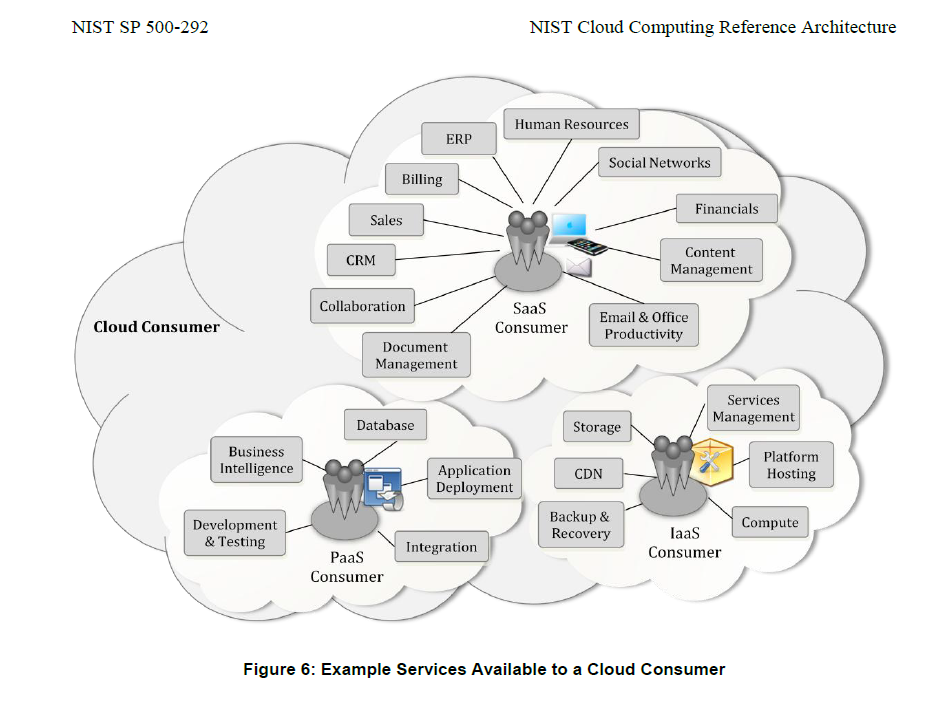 NIST SP 500-292
NIST Cloud Computing Reference Architecture
Human Resources
ERP
Social Networks
Billing
Financials
Sales
Content
Management
CRM
Collaboration
SaaS
Consumer
Email & Office
Productivity
Cloud Consumer
Document
Management
Services
Management
Database
Storage
Business
Intelligence
Application
Deployment
CDN
Platform
Hosting
Development
& Testing
Integration
Backup &
Recovery
Compute
PaaS
Consumer
IaaS
Consumer
Figure 6: Example Services Available to a Cloud Consumer